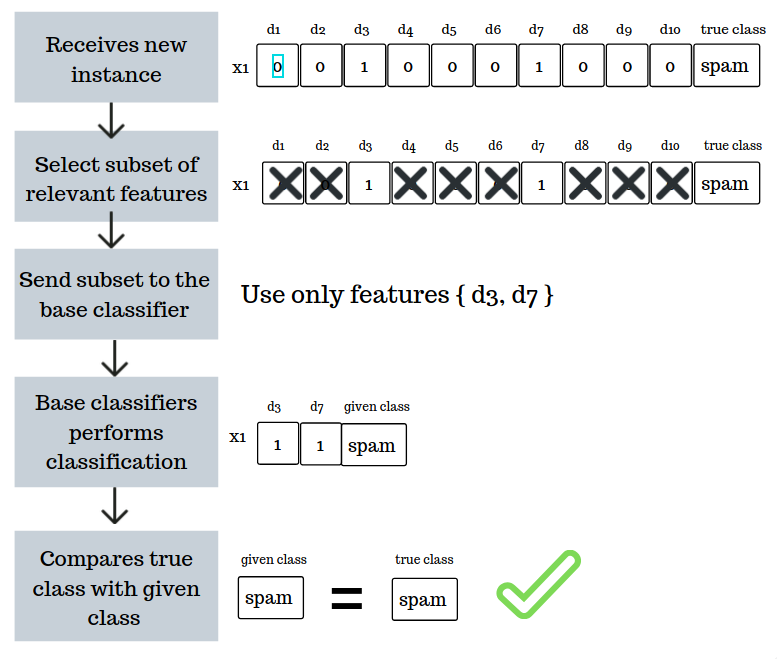 Receives new
instance
d1 d2 d3 d4 d5 d6 d7 d8 d9 d10 true class
x1 0 0 1 0 0 0 1 0 0 0 spam
Select subset of
relevant features
d1 d2 d3 d4 d5 d6 d7 d8 d9 d10 true class
x1 1 1 spam
Send subset to the
base classifier
Use only features { d3, d7 }
Base classifiers
performs
classification
d3 d7 given class
x1 1 1 spam
Compares true
class with given
class
given class true class
spam = spam